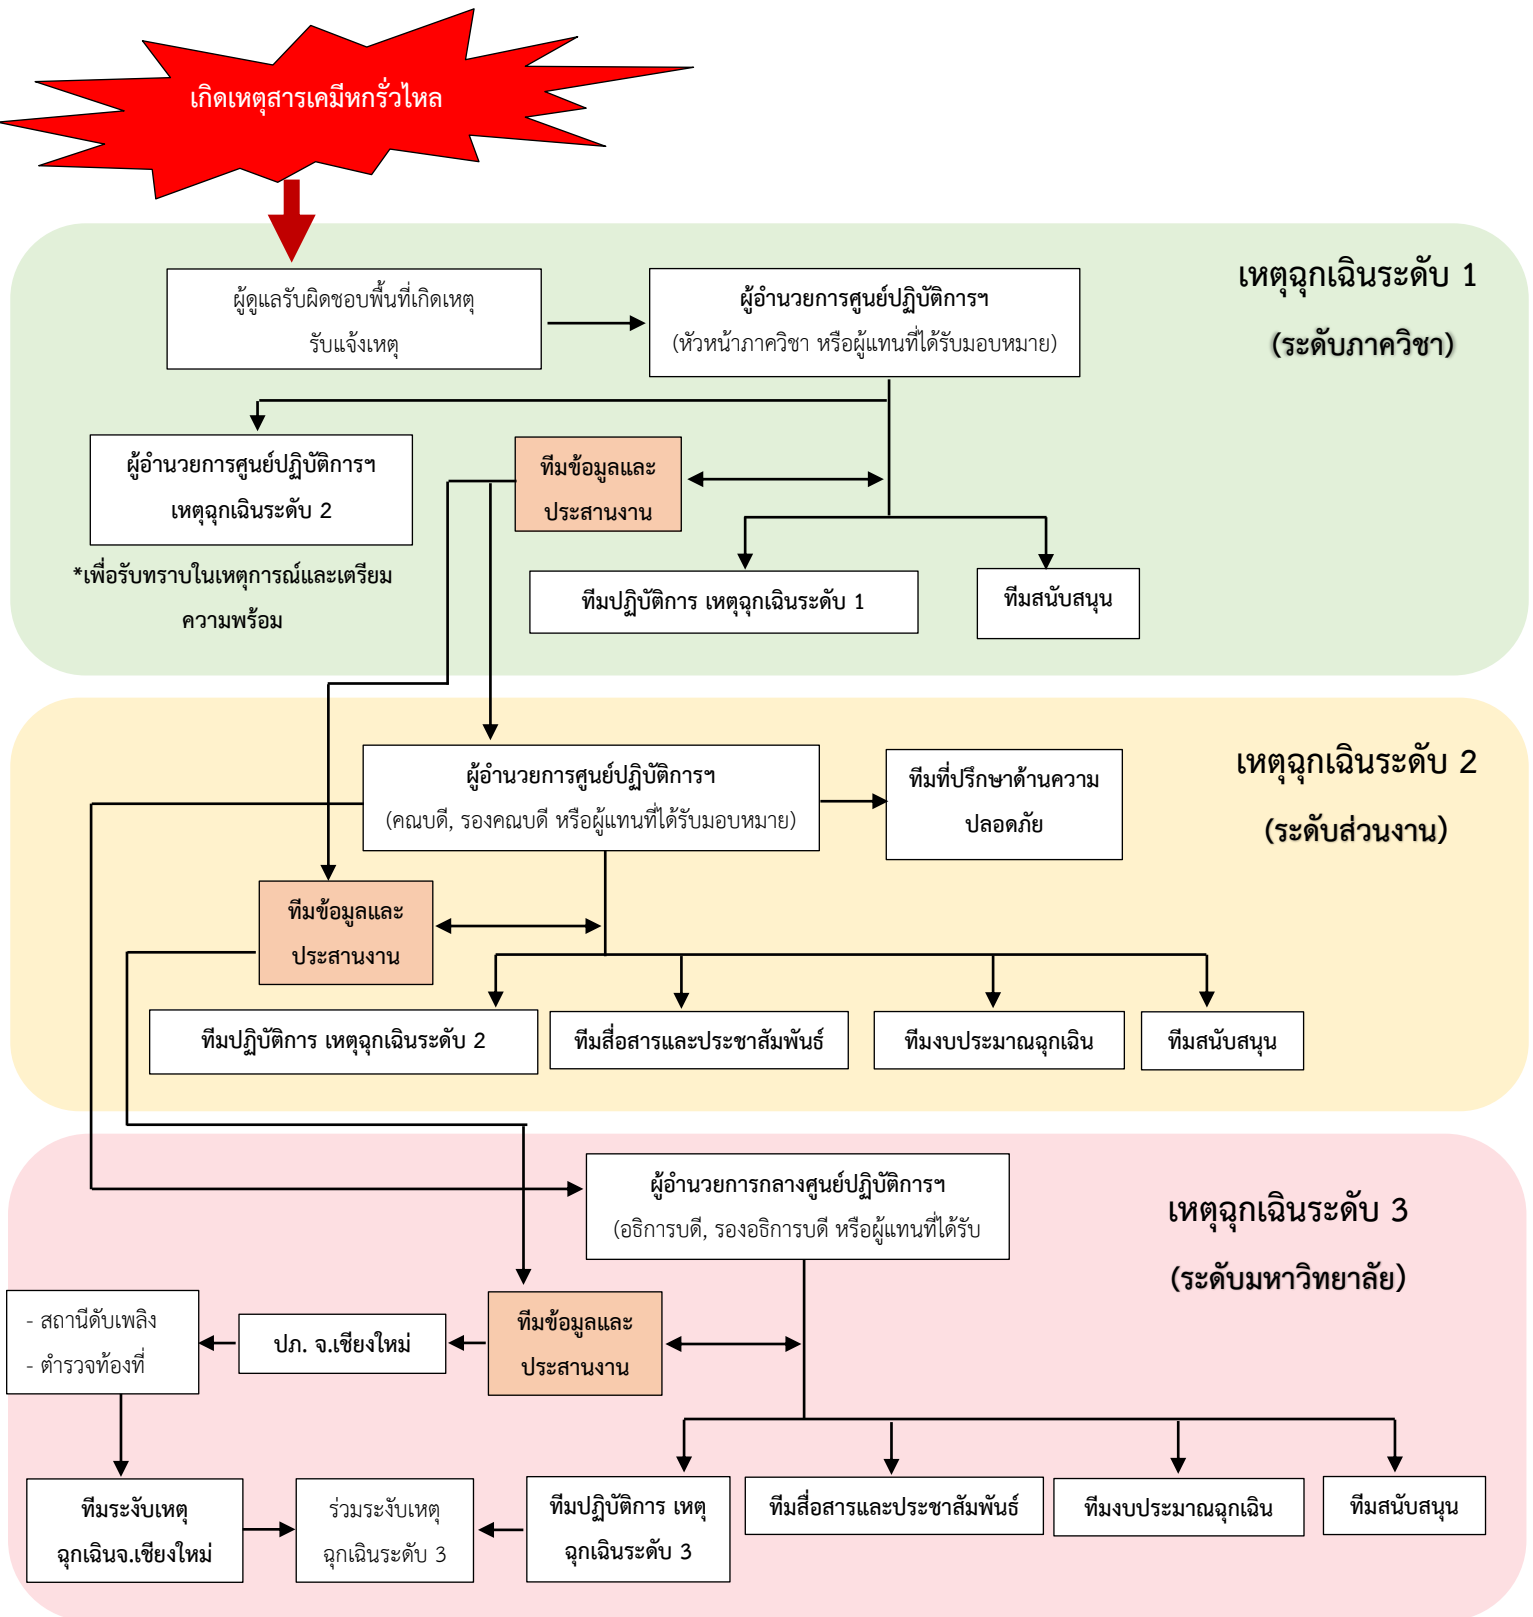 เกิดเหตุสารเคมีหกรั่วไหล
เหตุฉุกเฉินระดับ 1
(ระดับภาควิชา)
ผู้ดูแลรับผิดชอบพื้นที่เกิดเหตุ
รับแจ้งเหตุ
ผู้อำนวยการศูนย์ปฏิบัติการฯ
(หัวหน้าภาควิชา หรือผู้แทนที่ได้รับมอบหมาย)
ผู้อำนวยการศูนย์ปฏิบัติการฯ
เหตุฉุกเฉินระดับ 2
*เพื่อรับทราบในเหตุการณ์และเตรียม
ความพร้อม
ทีมข้อมูลและ
ประสานงาน
ทีมปฏิบัติการ เหตุฉุกเฉินระดับ 1
ทีมสนับสนุน
เหตุฉุกเฉินระดับ 2
(ระดับส่วนงาน)
ผู้อำนวยการศูนย์ปฏิบัติการฯ
(คณบดี, รองคณบดี หรือผู้แทนที่ได้รับมอบหมาย)
ทีมที่ปรึกษาด้านความ
ปลอดภัย
ทีมข้อมูลและ
ประสานงาน
ทีมปฏิบัติการ เหตุฉุกเฉินระดับ 2
ทีมสื่อสารและประชาสัมพันธ์
ทีมงบประมาณฉุกเฉิน
ทีมสนับสนุน
เหตุฉุกเฉินระดับ 3
(ระดับมหาวิทยาลัย)
ผู้อำนวยการกลางศูนย์ปฏิบัติการฯ
(อธิการบดี, รองอธิการบดี หรือผู้แทนที่ได้รับ
ทีมข้อมูลและ
ประสานงาน
ปภ. จ.เชียงใหม่
- สถานีดับเพลิง
- ตำรวจท้องที่
ทีมระงับเหตุ
ฉุกเฉินจ.เชียงใหม่
ร่วมระงับเหตุ
ฉุกเฉินระดับ 3
ทีมปฏิบัติการ เหตุ
ฉุกเฉินระดับ 3
ทีมสื่อสารและประชาสัมพันธ์
ทีมงบประมาณฉุกเฉิน
ทีมสนับสนุน